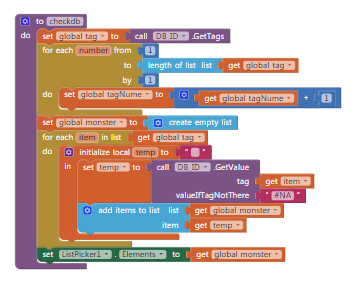 to checkdb
do set global tag to call DB_ID .GetTags
for each number from 1
to length of list list get global tag
by 1
do set global tagNume to get global tagNume + 1
set global monster to create empty list
for each item in list get global tag
do initialize local temp to " "
in set temp to call DB_ID .GetValue
tag get item
valueIfTagNotThere " #NA "
add items to list list get global monster
item get temp
set ListPicker1 . Elements to get global monster